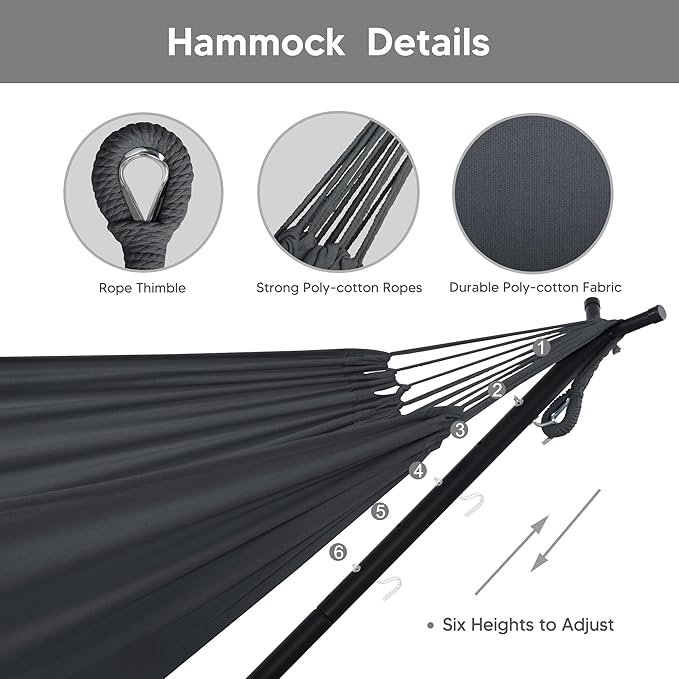 Hammock Details
Rope Thimble
Strong Poly-cotton Ropes
Durable Poly-cotton Fabric
1
2
3
4
5
6
• Six Heights to Adjust